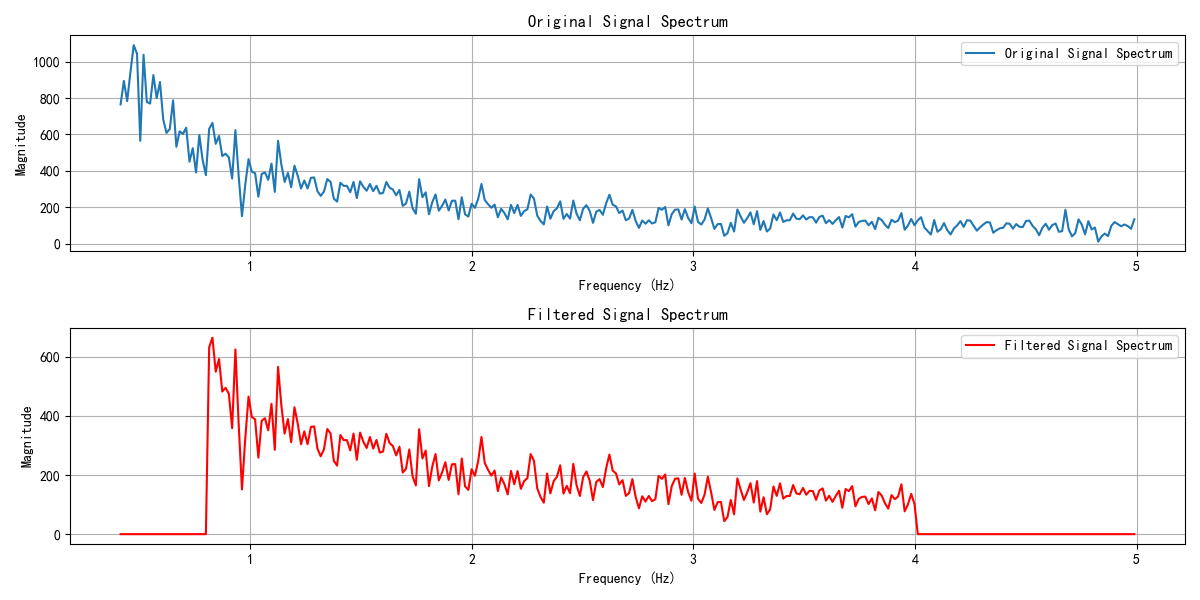 Original Signal Spectrum
Original Signal Spectrum
1000
800
600
400
200
0
Magnitude
1 2 3 4 5
Frequency (Hz)
Filtered Signal Spectrum
Filtered Signal Spectrum
600
400
200
0
Magnitude
1 2 3 4 5
Frequency (Hz)